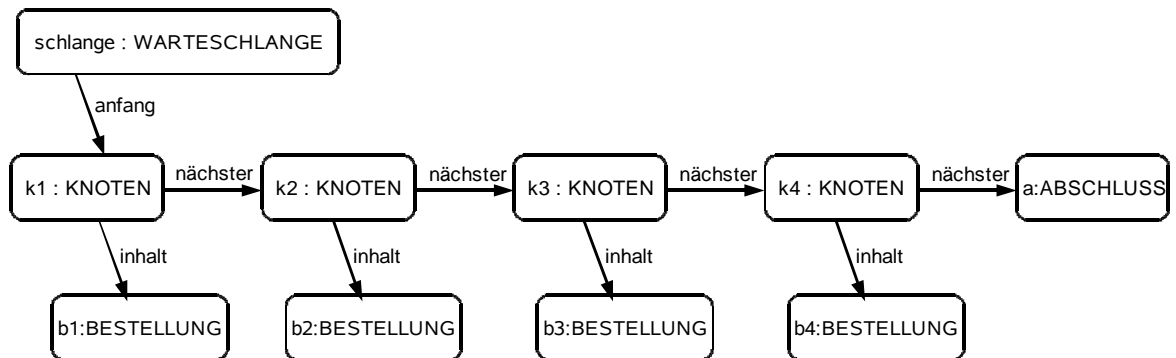 schlange : WARTESCHLANGE
anfang
k1 : KNOTEN
nächster
k2 : KNOTEN
nächster
k3 : KNOTEN
nächster
k4 : KNOTEN
nächster
a:ABSCHLUSS
inhalt
inhalt
inhalt
inhalt
b1:BESTELLUNG
b2:BESTELLUNG
b3:BESTELLUNG
b4:BESTELLUNG